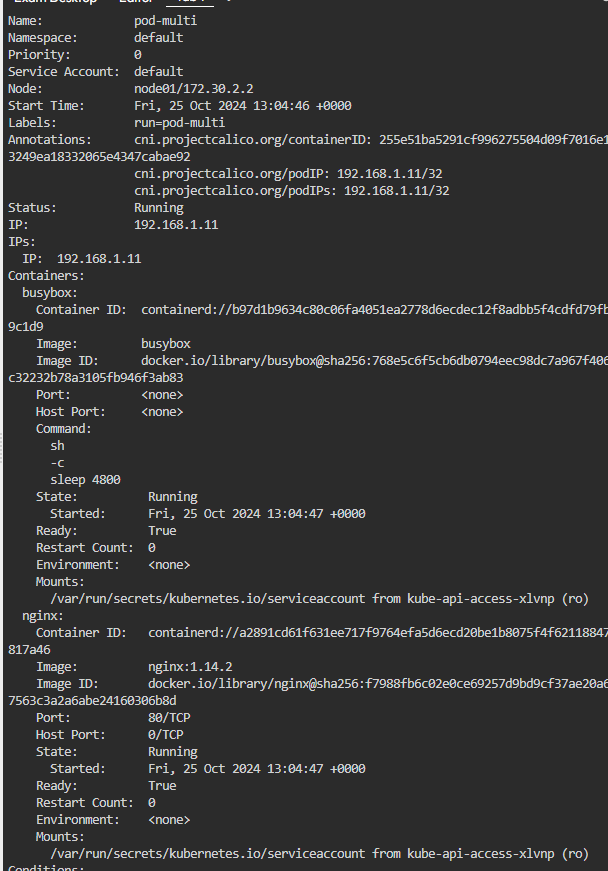 Name:             pod-multi
Namespace:        default
Priority:         0
Service Account:  default
Node:             node01/172.30.2.2
Start Time:       Fri, 25 Oct 2024 13:04:46 +0000
Labels:           run=pod-multi
Annotations:      cni.projectcalico.org/containerID: 255e51ba5291cf996275504d09f7016e1
3249ea18332065e4347cabae92
                  cni.projectcalico.org/podIP: 192.168.1.11/32
                  cni.projectcalico.org/podIPs: 192.168.1.11/32
Status:           Running
IP:               192.168.1.11
IPs:
  IP:  192.168.1.11
Containers:
  busybox:
    Container ID:  containerd://b97d1b9634c80c06fa4051ea2778d6ecdec12f8adbb5f4cdfd79fb
9c1d9
    Image:         busybox
    Image ID:      docker.io/library/busybox@sha256:768e5c6f5cb6db0794eec98dc7a967f406
c32232b78a3105fb946f3ab83
    Port:          <none>
    Host Port:     <none>
    Command:
      sh
      -c
      sleep 4800
    State:          Running
      Started:      Fri, 25 Oct 2024 13:04:47 +0000
    Ready:          True
    Restart Count:  0
    Environment:    <none>
    Mounts:
      /var/run/secrets/kubernetes.io/serviceaccount from kube-api-access-xlvnp (ro)
  nginx:
    Container ID:   containerd://a2891cd61f631ee717f9764efa5d6ecd20be1b8075f4f62118847
817a46
    Image:          nginx:1.14.2
    Image ID:       docker.io/library/nginx@sha256:f7988fb6c02e0ce69257d9bd9cf37ae20a6
7563c3a2a6abe24160306b8d
    Port:           80/TCP
    Host Port:      0/TCP
    State:          Running
      Started:      Fri, 25 Oct 2024 13:04:47 +0000
    Ready:          True
    Restart Count:  0
    Environment:    <none>
    Mounts:
      /var/run/secrets/kubernetes.io/serviceaccount from kube-api-access-xlvnp (ro)
Conditions: